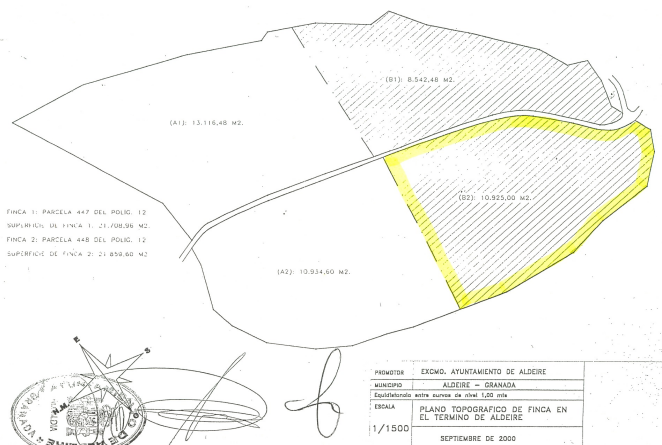 (B1): 8.542,48 M2.
(A1): 13.116,48 M2.
(B2): 10.925,00 M2.
FINCA 1: PARCELA 447 DEL POLIG. 12
SUPERFICIE DE FINCA 1: 21.708,96 M2
FINCA 2: PARCELA 448 DEL POLIG. 12
SUPERFICIE DE FINCA 2: 21.859,60 M2
(A2): 10.934,60 M2.
PROMOTOR EXCMO. AYUNTAMIENTO DE ALDEIRE
MUNICIPIO ALDEIRE - GRANADA
Equidistancia entre curvas de nivel 1,00 mts
ESCALA
1/1500
PLANO TOPOGRAFICO DE FINCA EN
EL TERMINO DE ALDEIRE
SEPTIEMBRE DE 2000